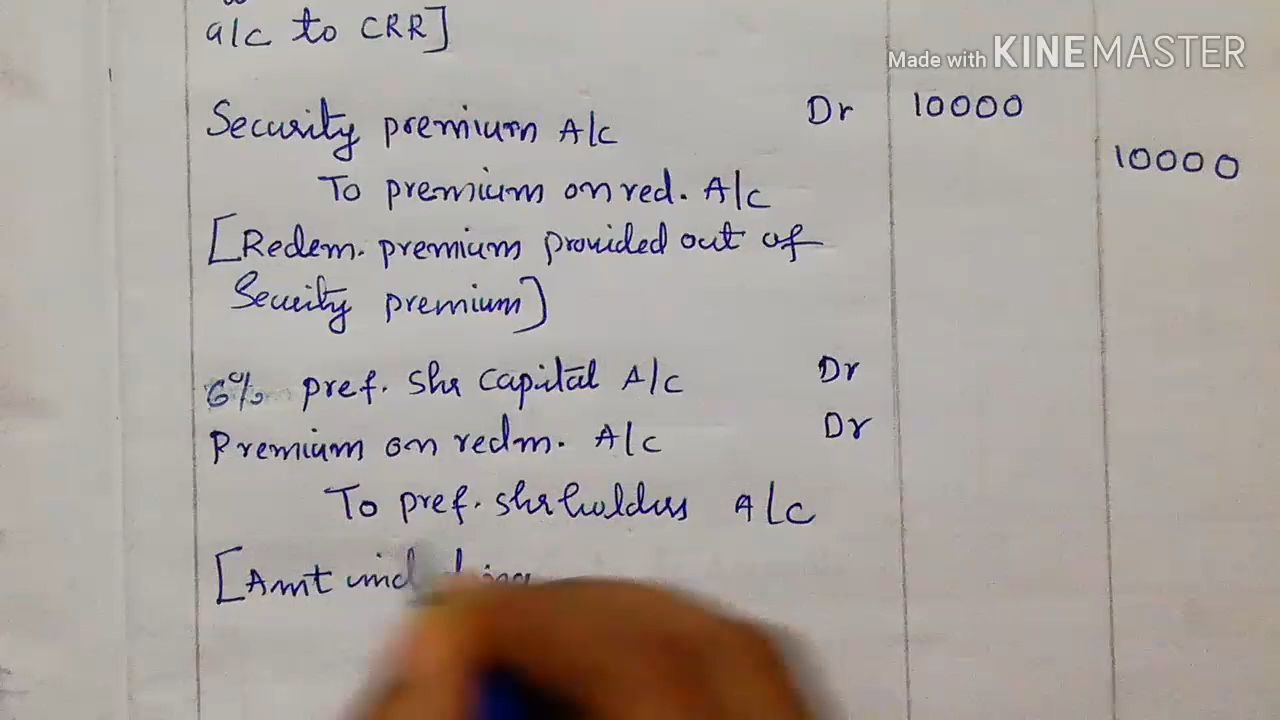 a/c to CRR]
Made with KINEMASTER
Security premium A/c Dr 10000
To premium on red. A/c 10000
[Redem. premium provided out of
Security premium]
6% pref. Shr Capital A/c Dr
Premium on redm. A/c Dr
To pref. shrholders A/c
[Amt